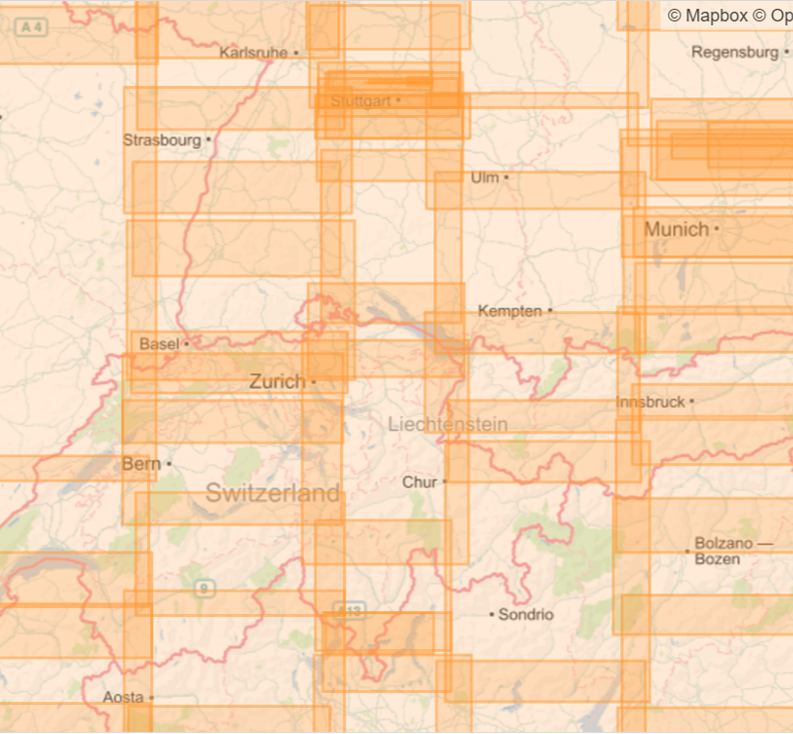 © Mapbox © Op
A 4
Karlsruhe
Regensburg
Stuttgart
Strasbourg
Ulm
Munich
Kempten
Basel
Zurich
Innsbruck
Liechtenstein
Bern
Chur
Switzerland
Bolzano —
Bozen
9
A13
Sondrio
Aosta